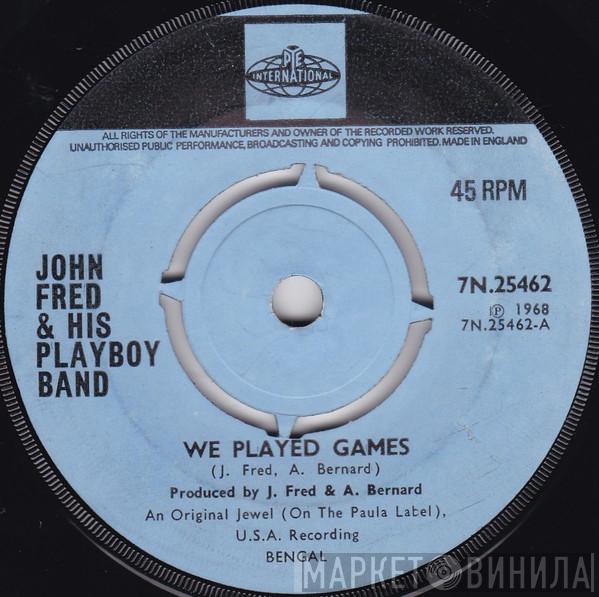 PYE
INTERNATIONAL
ALL RIGHTS OF THE MANUFACTURERS AND OWNER OF THE RECORDED WORK RESERVED.
UNAUTHORISED PUBLIC PERFORMANCE, BROADCASTING AND COPYING PROHIBITED. MADE IN ENGLAND
45 RPM
JOHN
FRED
& HIS
PLAYBOY
BAND
7N.25462
℗ 1968
7N.25462-A
WE PLAYED GAMES
(J. Fred, A. Bernard)
Produced by J. Fred & A. Bernard
An Original Jewel (On The Paula Label),
U.S.A. Recording
BENGAL
МАРКЕТ ВИНИЛА